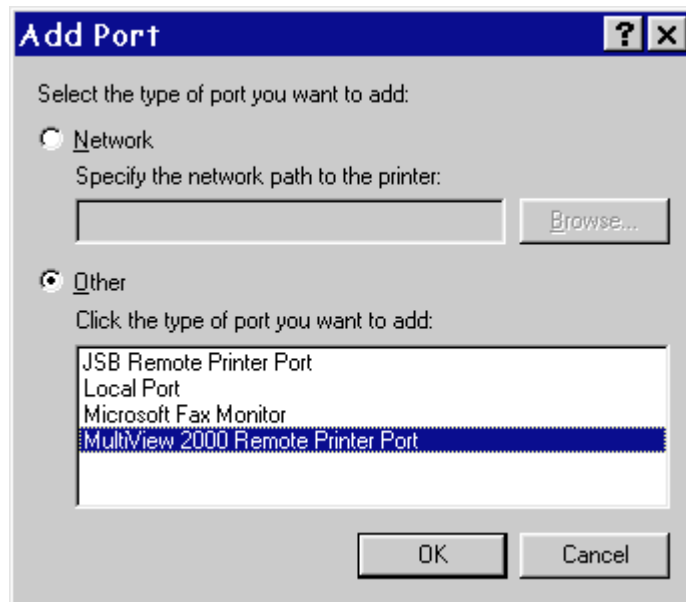 Add Port
?
Select the type of port you want to add:
Network
Specify the network path to the printer:
Browse...
Other
Click the type of port you want to add:
JSB Remote Printer Port
Local Port
Microsoft Fax Monitor
MultiView 2000 Remote Printer Port
OK Cancel